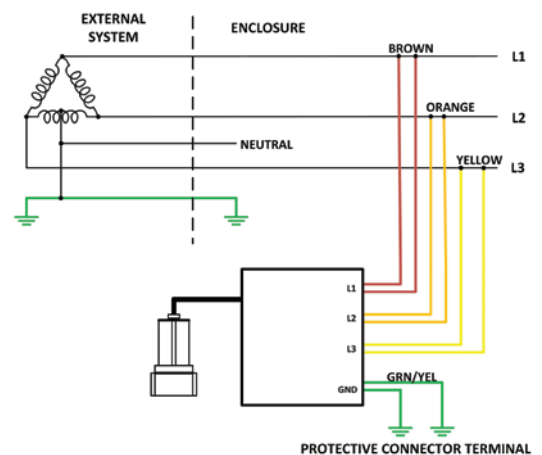 EXTERNAL
SYSTEM
ENCLOSURE
BROWN
L1
ORANGE
L2
NEUTRAL
YELLOW
L3
L1
L2
L3
GRN/YEL
GND
PROTECTIVE CONNECTOR TERMINAL